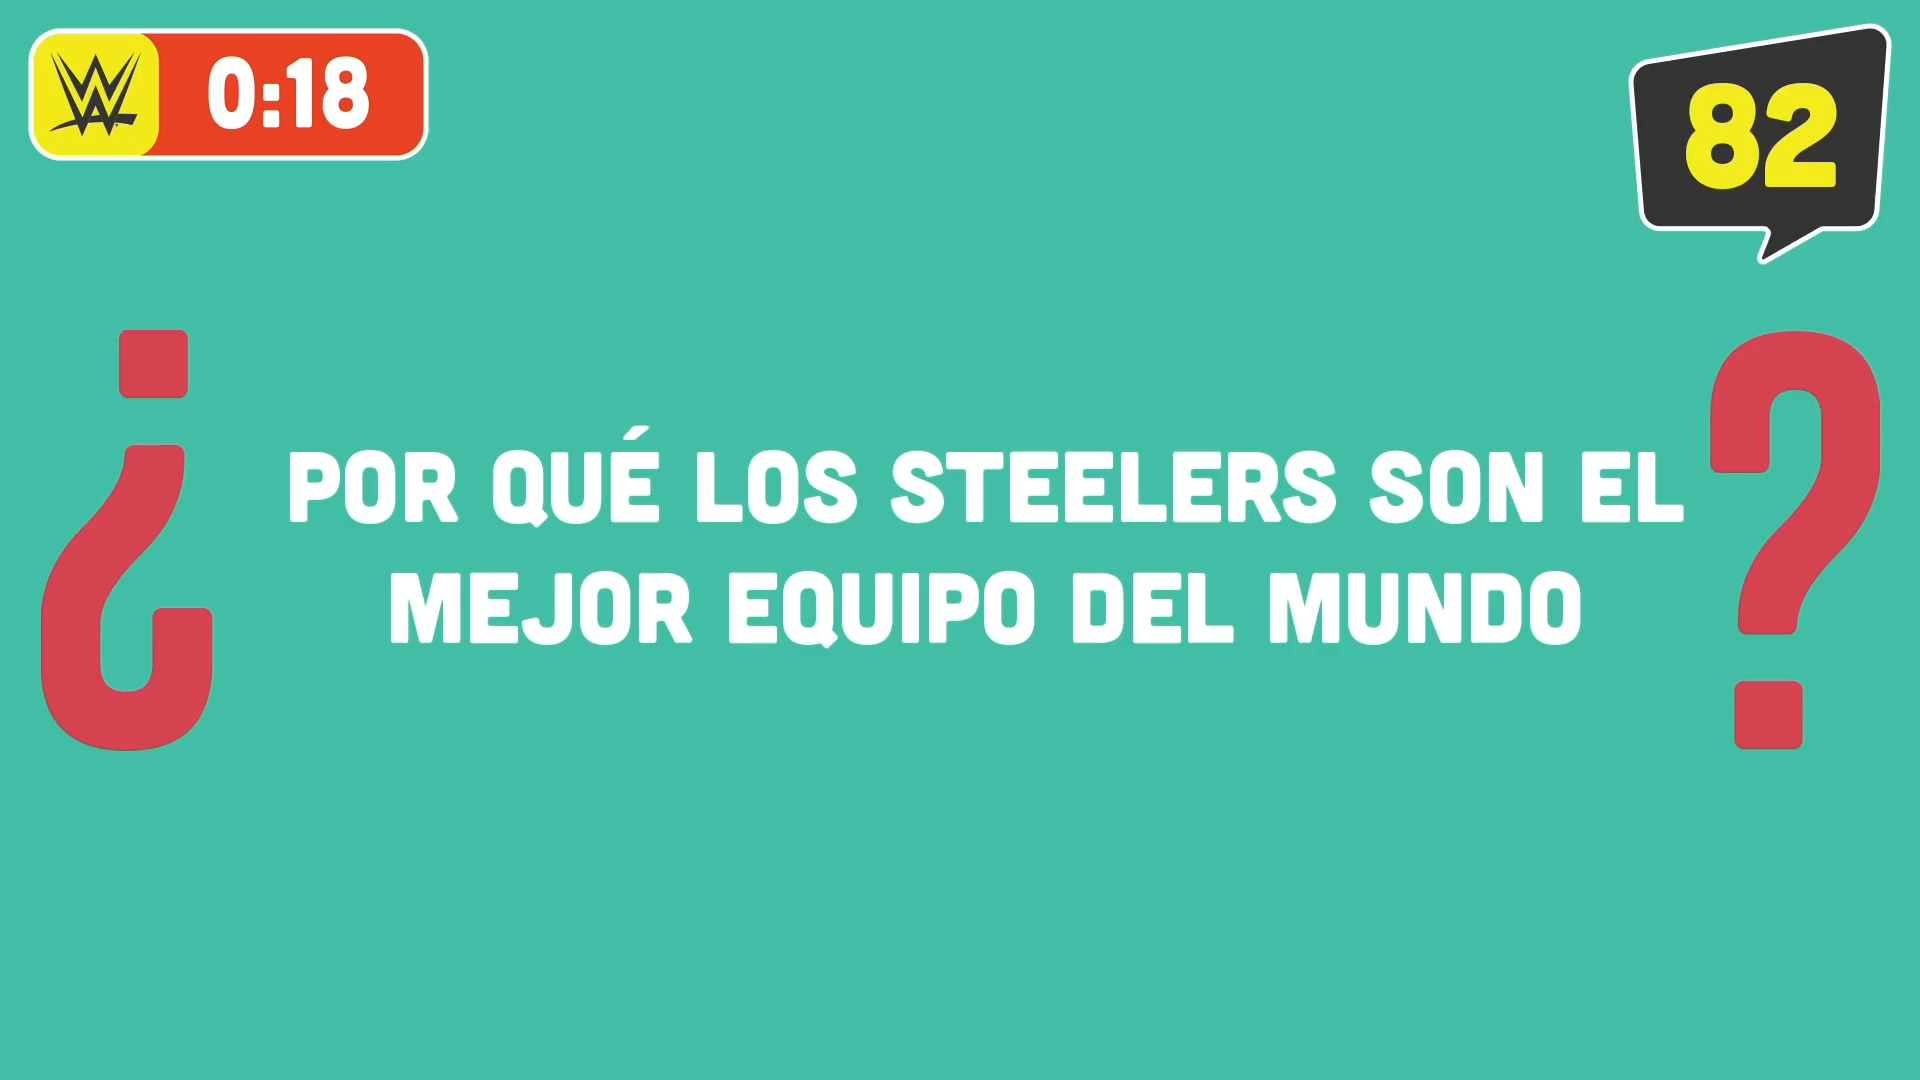 W
0:18
82
¿
POR QUÉ LOS STEELERS SON EL
MEJOR EQUIPO DEL MUNDO
?